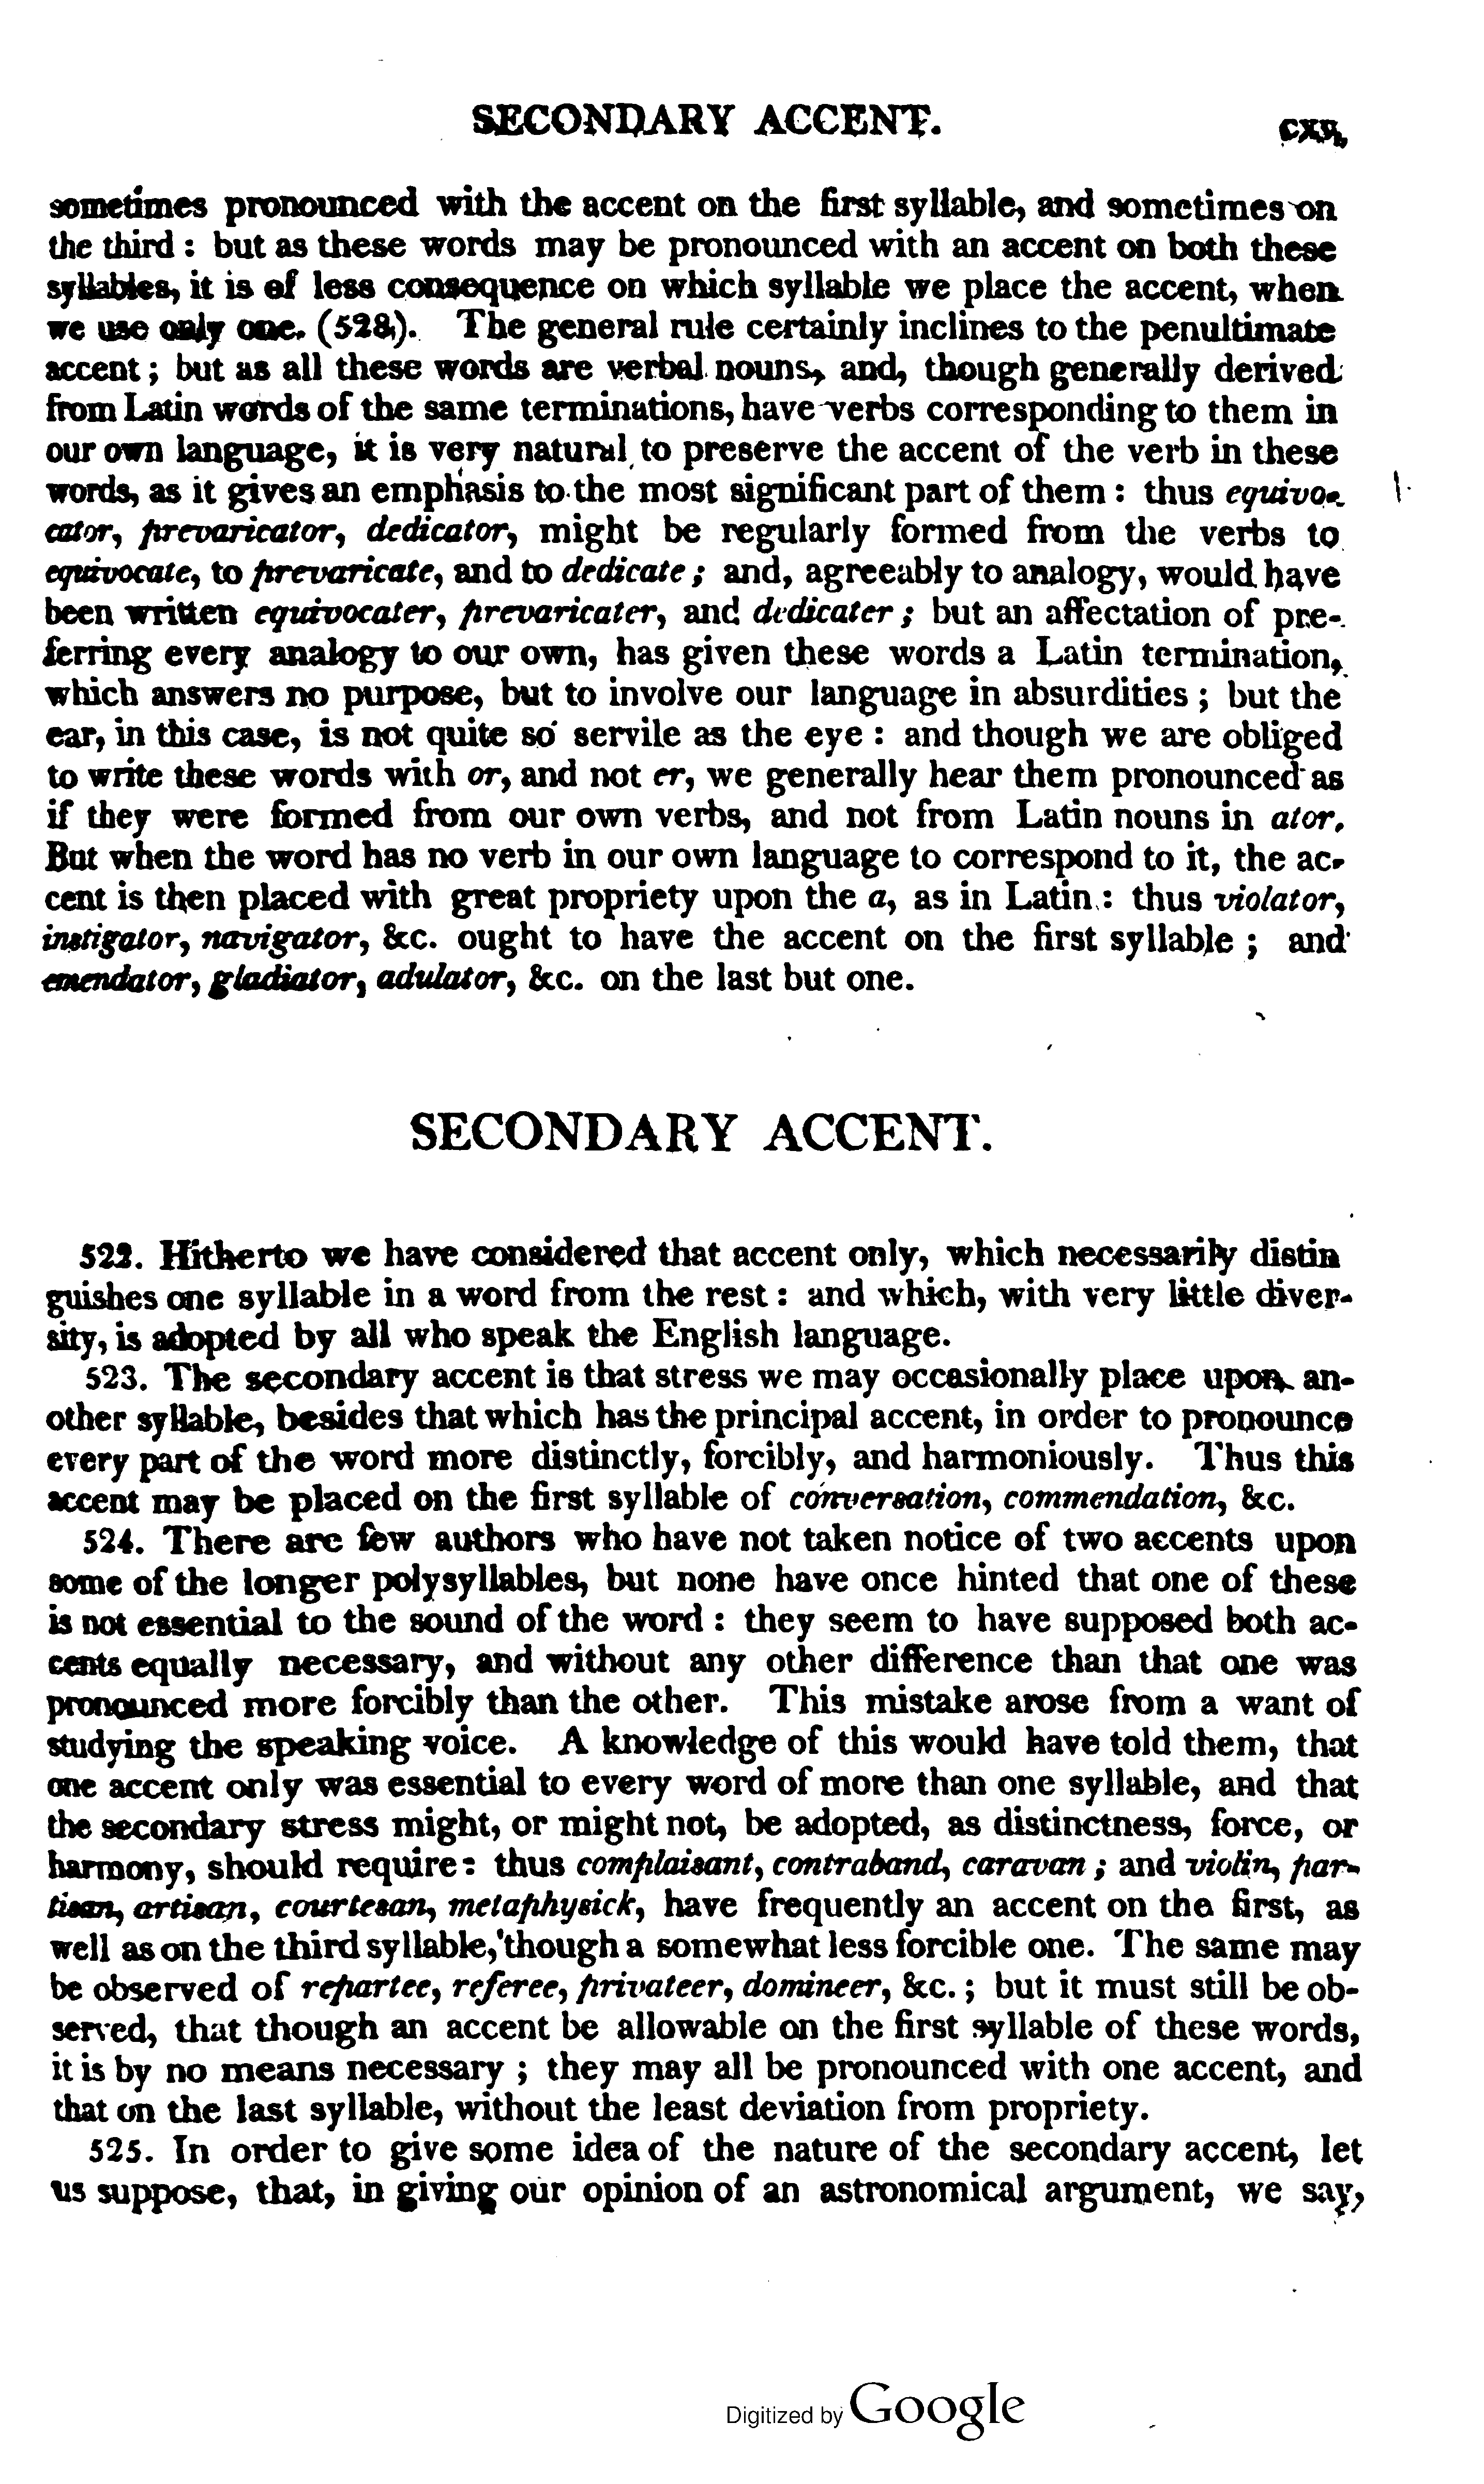 SECONDARY ACCENT.
sometimes pronounced with the accent on the first syllable, and sometimes on
the third : but as these words may be pronounced with an accent on both these
syllables, it is of less consequence on which syllable we place the accent, when
we use only one. (528). The general rule certainly inclines to the penultimate
accent ; but as all these words are verbal nouns, and, though generally derived
from Latin words of the same terminations, have verbs corresponding to them in
our own language, it is very natural to preserve the accent of the verb in these
words, as it gives an emphasis to the most significant part of them : thus equivo-
cator, prevaricator, dedicator, might be regularly formed from the verbs to
equivocate, to prevaricate, and to dedicate ; and, agreeably to analogy, would have
been written equivocater, prevaricater, and dedicater ; but an affectation of pre-
ferring every analogy to our own, has given these words a Latin termination,
which answers no purpose, but to involve our language in absurdities ; but the
ear, in this case, is not quite so servile as the eye : and though we are obliged
to write these words with or, and not er, we generally hear them pronounced as
if they were formed from our own verbs, and not from Latin nouns in ator.
But when the word has no verb in our own language to correspond to it, the ac-
cent is then placed with great propriety upon the a, as in Latin : thus violator,
instigator, navigator, &c. ought to have the accent on the first syllable ; and
emendator, gladiator, adulator, &c. on the last but one.
SECONDARY ACCENT.
522. Hitherto we have considered that accent only, which necessarily distin
guishes one syllable in a word from the rest : and which, with very little diver-
sity, is adopted by all who speak the English language.
523. The secondary accent is that stress we may occasionally place upon an-
other syllable, besides that which has the principal accent, in order to pronounce
every part of the word more distinctly, forcibly, and harmoniously. Thus this
accent may be placed on the first syllable of conversation, commendation, &c.
524. There are few authors who have not taken notice of two accents upon
some of the longer polysyllables, but none have once hinted that one of these
is not essential to the sound of the word : they seem to have supposed both ac-
cents equally necessary, and without any other difference than that one was
pronounced more forcibly than the other. This mistake arose from a want of
studying the speaking voice. A knowledge of this would have told them, that
one accent only was essential to every word of more than one syllable, and that
the secondary stress might, or might not, be adopted, as distinctness, force, or
harmony, should require : thus complaisant, contraband, caravan ; and violin, par-
tisan, artisan, courtesan, metaphysick, have frequently an accent on the first, as
well as on the third syllable, though a somewhat less forcible one. The same may
be observed of repartee, referee, privateer, domineer, &c. ; but it must still be ob-
served, that though an accent be allowable on the first syllable of these words,
it is by no means necessary ; they may all be pronounced with one accent, and
that on the last syllable, without the least deviation from propriety.
525. In order to give some idea of the nature of the secondary accent, let
us suppose, that, in giving our opinion of an astronomical argument, we say,
Digitized by Google